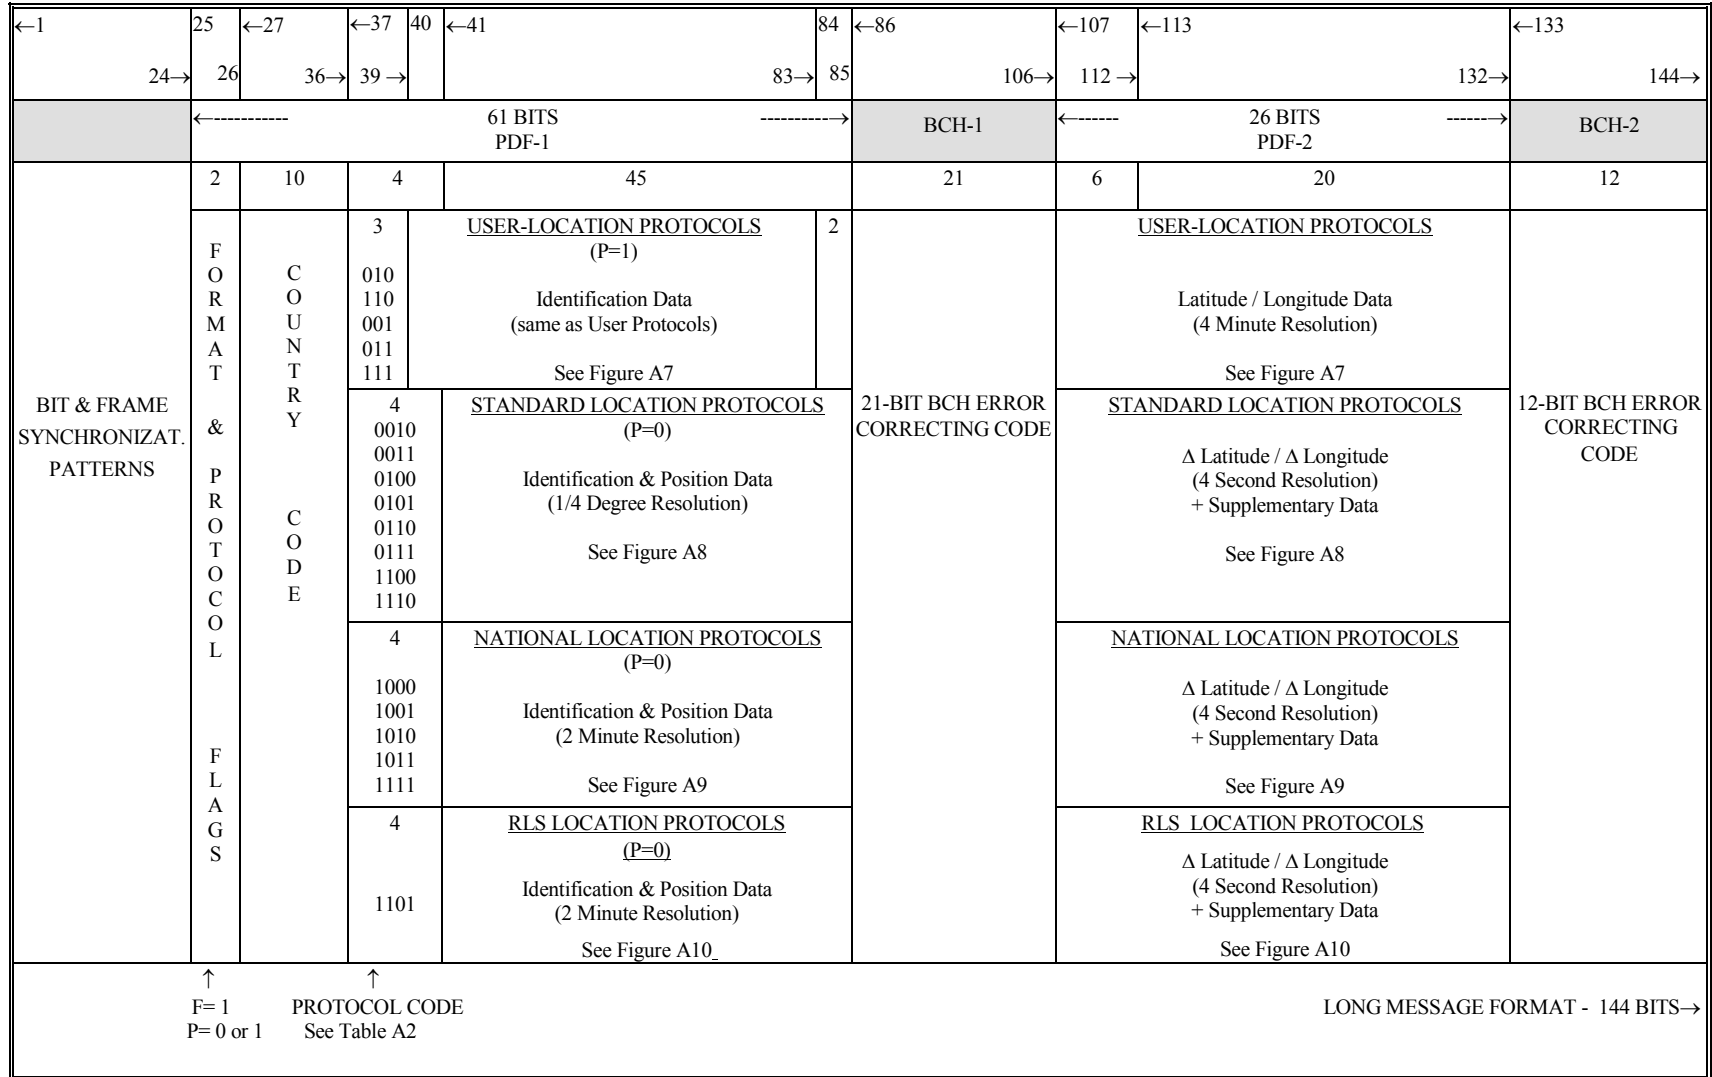 ←1 25 ←27 ←37 40 ←41 84 ←86 ←107 ←113 ←133
24→ 26 36→ 39 → 83→ 85 106→ 112 → 132→ 144→
←----------- 61 BITS ----------→
PDF-1
BCH-1
←------ 26 BITS ------→
PDF-2
BCH-2
2 10 4 45 21 6 20 12
BIT & FRAME
SYNCHRONIZAT.
PATTERNS
FORMAT & PROTOCOL FLAGS
COUNTRY CODE
3
010
110
001
011
111
USER-LOCATION PROTOCOLS
(P=1)
Identification Data
(same as User Protocols)
See Figure A7
2
4
0010
0011
0100
0101
0110
0111
1100
1110
STANDARD LOCATION PROTOCOLS
(P=0)
Identification & Position Data
(1/4 Degree Resolution)
See Figure A8
4
1000
1001
1010
1011
1111
NATIONAL LOCATION PROTOCOLS
(P=0)
Identification & Position Data
(2 Minute Resolution)
See Figure A9
4
1101
RLS LOCATION PROTOCOLS
(P=0)
Identification & Position Data
(2 Minute Resolution)
See Figure A10
21-BIT BCH ERROR
CORRECTING CODE
USER-LOCATION PROTOCOLS
Latitude / Longitude Data
(4 Minute Resolution)
See Figure A7
STANDARD LOCATION PROTOCOLS
Δ Latitude / Δ Longitude
(4 Second Resolution)
+ Supplementary Data
See Figure A8
NATIONAL LOCATION PROTOCOLS
Δ Latitude / Δ Longitude
(4 Second Resolution)
+ Supplementary Data
See Figure A9
RLS LOCATION PROTOCOLS
Δ Latitude / Δ Longitude
(4 Second Resolution)
+ Supplementary Data
See Figure A10
12-BIT BCH ERROR
CORRECTING
CODE
↑ ↑
F= 1 PROTOCOL CODE LONG MESSAGE FORMAT - 144 BITS→
P= 0 or 1 See Table A2